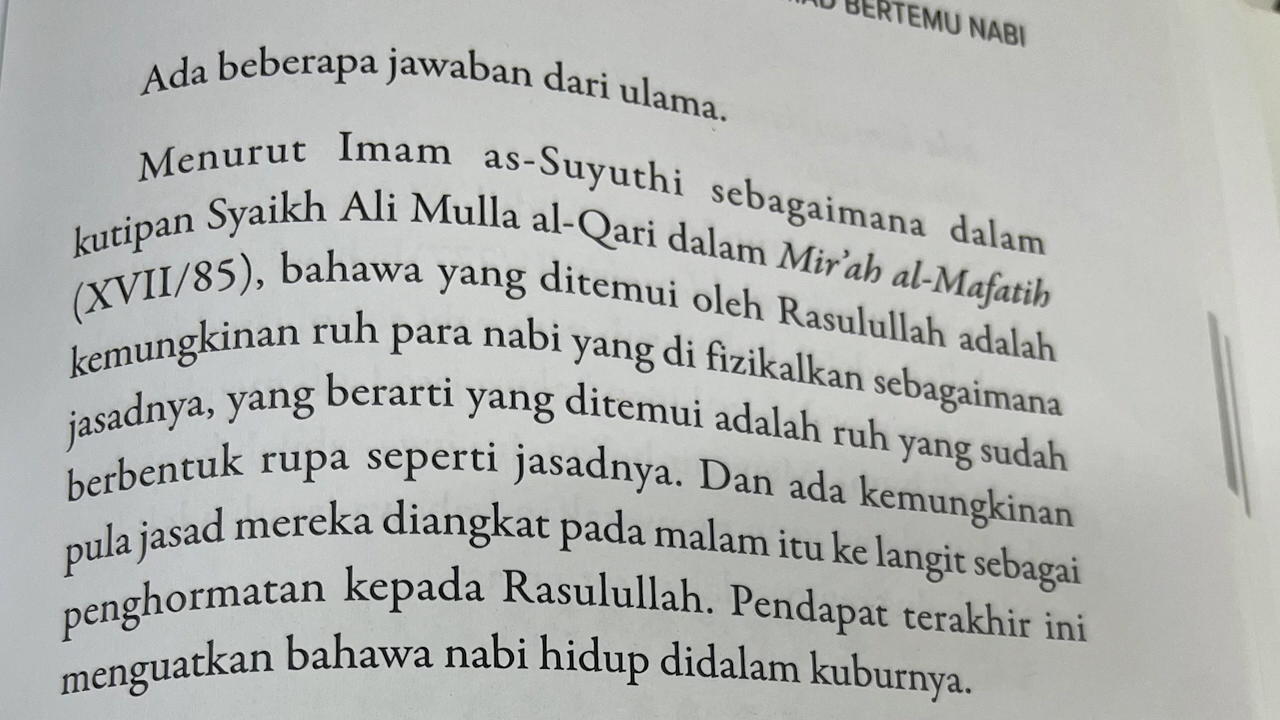 BERTEMU NABI
Ada beberapa jawaban dari ulama.
Menurut Imam as-Suyuthi sebagaimana dalam
kutipan Syaikh Ali Mulla al-Qari dalam Mir'ah al-Mafatih
(XVII/85), bahawa yang ditemui oleh Rasulullah adalah
kemungkinan ruh para nabi yang di fizikalkan sebagaimana
jasadnya, yang berarti yang ditemui adalah ruh yang sudah
berbentuk rupa seperti jasadnya. Dan ada kemungkinan
pula jasad mereka diangkat pada malam itu ke langit sebagai
penghormatan kepada Rasulullah. Pendapat terakhir ini
menguatkan bahawa nabi hidup didalam kuburnya.